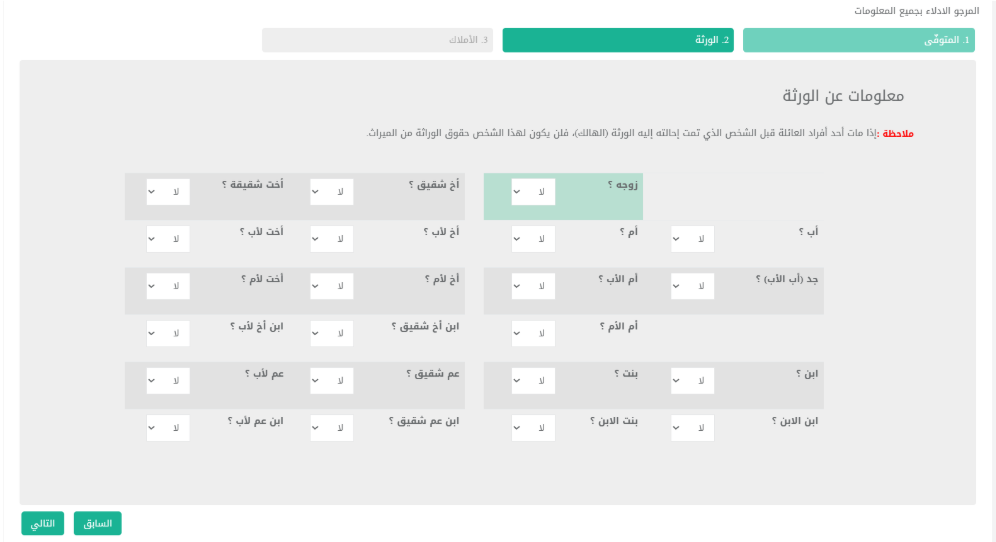 المرجو الادلاء بجميع المعلومات
1. المتوفّى
2. الورثة
3. الأملاك
معلومات عن الورثة
ملاحظة :إذا مات أحد أفراد العائلة قبل الشخص الذي تمت إحالته إليه الورثة (الهالك)، فلن يكون لهذا الشخص حقوق الوراثة من الميراث.
زوجه ؟ لا أخ شقيق ؟ لا أخت شقيقة ؟ لا
أب ؟ لا أم ؟ لا أخ لأب ؟ لا أخت لأب ؟ لا
جد (أب الأب) ؟ لا أم الأب ؟ لا أخ لأم ؟ لا أخت لأم ؟ لا
أم الأم ؟ لا ابن أخ شقيق ؟ لا ابن أخ لأب ؟ لا
ابن ؟ لا بنت ؟ لا عم شقيق ؟ لا عم لأب ؟ لا
ابن الابن ؟ لا بنت الابن ؟ لا ابن عم شقيق ؟ لا ابن عم لأب ؟ لا
السابق التالي